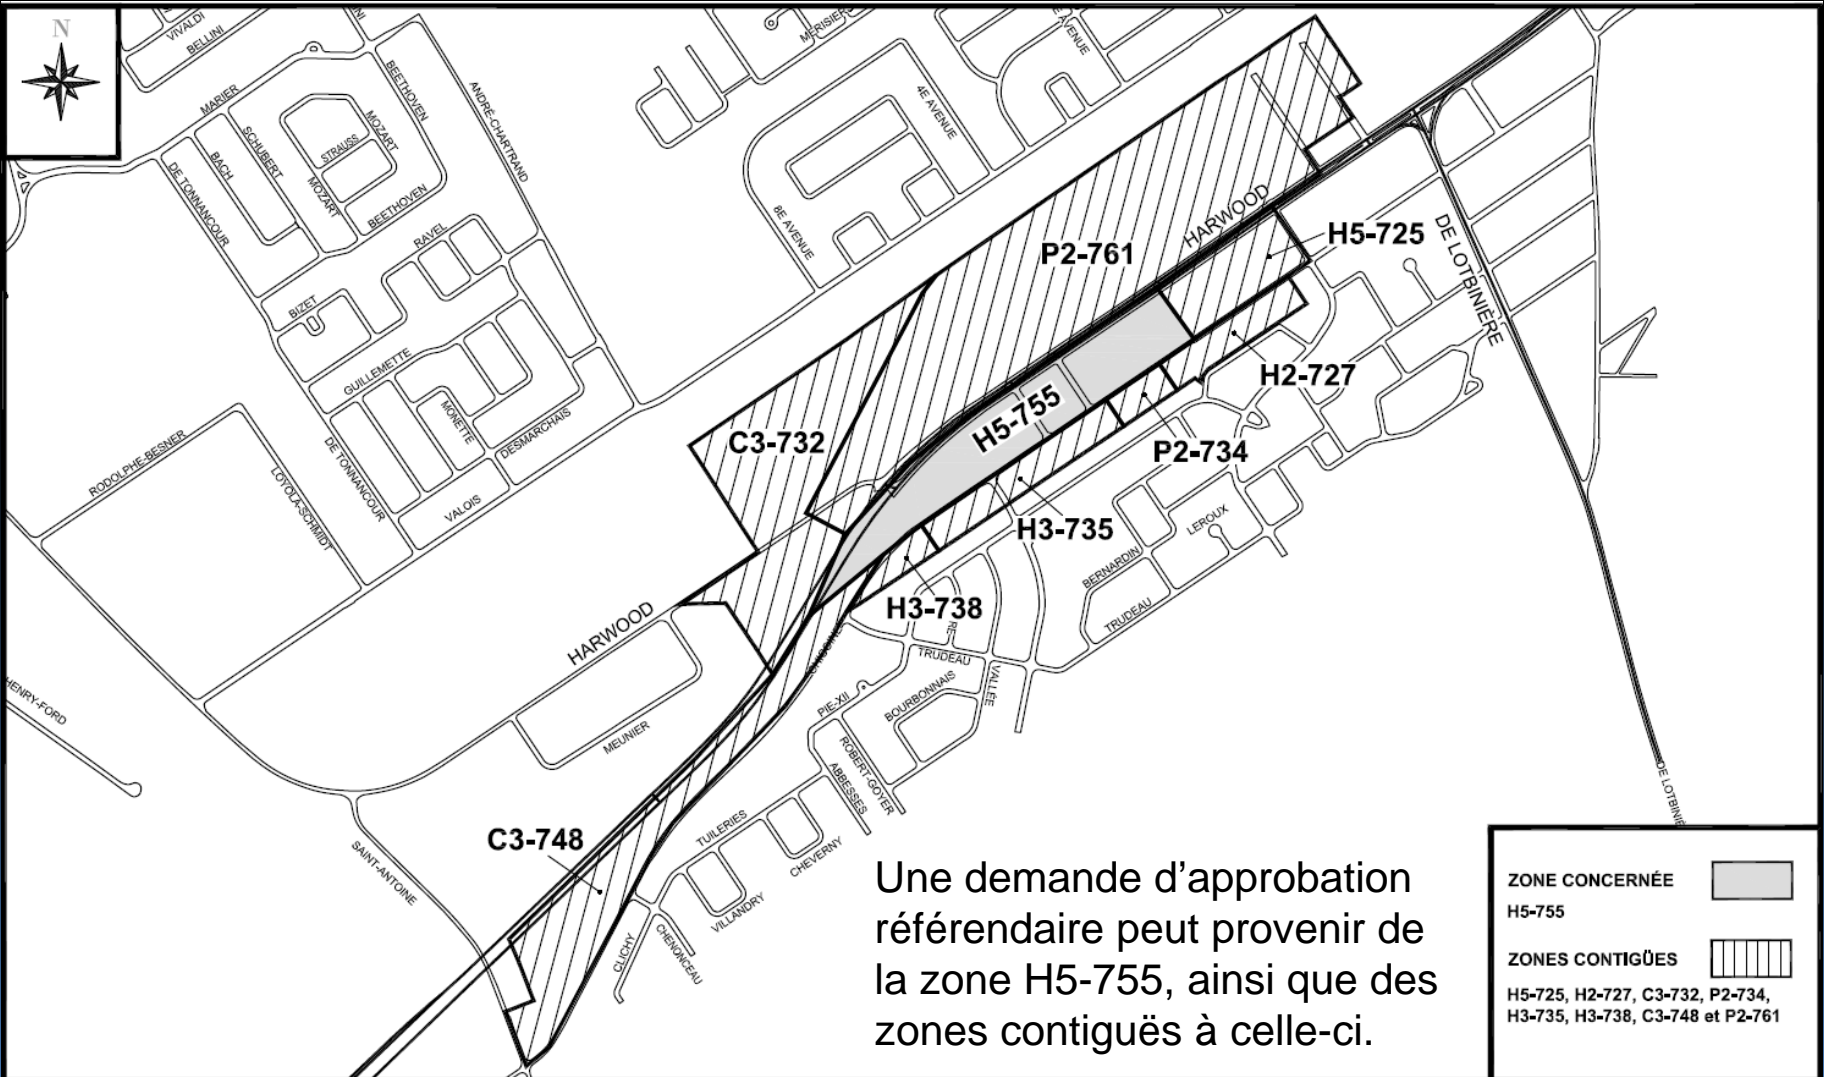 N
VIVALDI
BELLINI
MERISIER
E AVENUE
MARIER
BEETHOVEN
ANDRÉ-CHARTRAND
SCHUBERT
MOZART
4E AVENUE
STRAUSS
BACH
DE TONNANCOUR
MOZART
BEETHOVEN
8E AVENUE
RAVEL
HARWOOD
H5-725
DE LOTBINIÈRE
P2-761
BIZET
GUILLEMETTE
H2-727
MONETTE
H5-755
DESMARCHAIS
C3-732
P2-734
RODOLPHE-BESNER
LOYOLA-SCHMIDT
DE TONNANCOUR
VALOIS
LEROUX
H3-735
BERNARDIN
H3-738
TRUDEAU
HARWOOD
RE
TRUDEAU
VALLÉE
HENRY-FORD
PIE-XII
BOURBONNAIS
MEUNIER
ROBERT-GOYER
ABBESSES
DE LOTBINIÈ
TUILERIES
C3-748
CHEVERNY
SAINT-ANTOINE
VILLANDRY
CLICHY
CHENONCEAU
Une demande d’approbation
référendaire peut provenir de
la zone H5-755, ainsi que des
zones contiguës à celle-ci.
ZONE CONCERNÉE
H5-755
ZONES CONTIGÜES
H5-725, H2-727, C3-732, P2-734,
H3-735, H3-738, C3-748 et P2-761